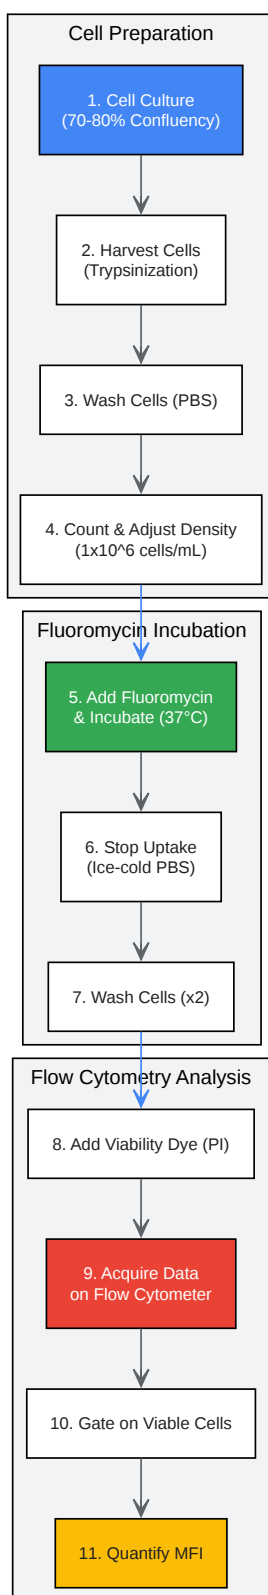 Cell Preparation
1. Cell Culture
(70-80% Confluency)
2. Harvest Cells
(Trypsinization)
3. Wash Cells (PBS)
4. Count & Adjust Density
(1x10^6 cells/mL)
Fluoromycin Incubation
5. Add Fluoromycin
& Incubate (37°C)
6. Stop Uptake
(Ice-cold PBS)
7. Wash Cells (x2)
Flow Cytometry Analysis
8. Add Viability Dye (PI)
9. Acquire Data
on Flow Cytometer
10. Gate on Viable Cells
11. Quantify MFI